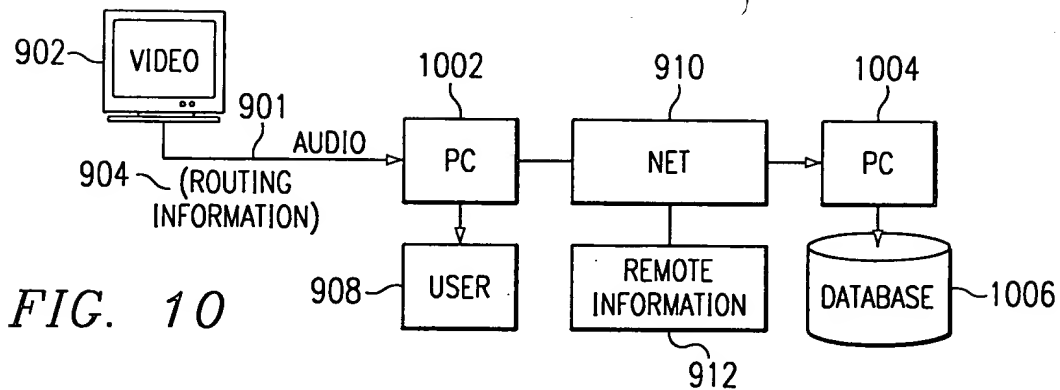 902
VIDEO
901
AUDIO
904
(ROUTING
INFORMATION)
1002
PC
910
NET
1004
PC
908
USER
REMOTE
INFORMATION
912
DATABASE
1006
FIG. 10